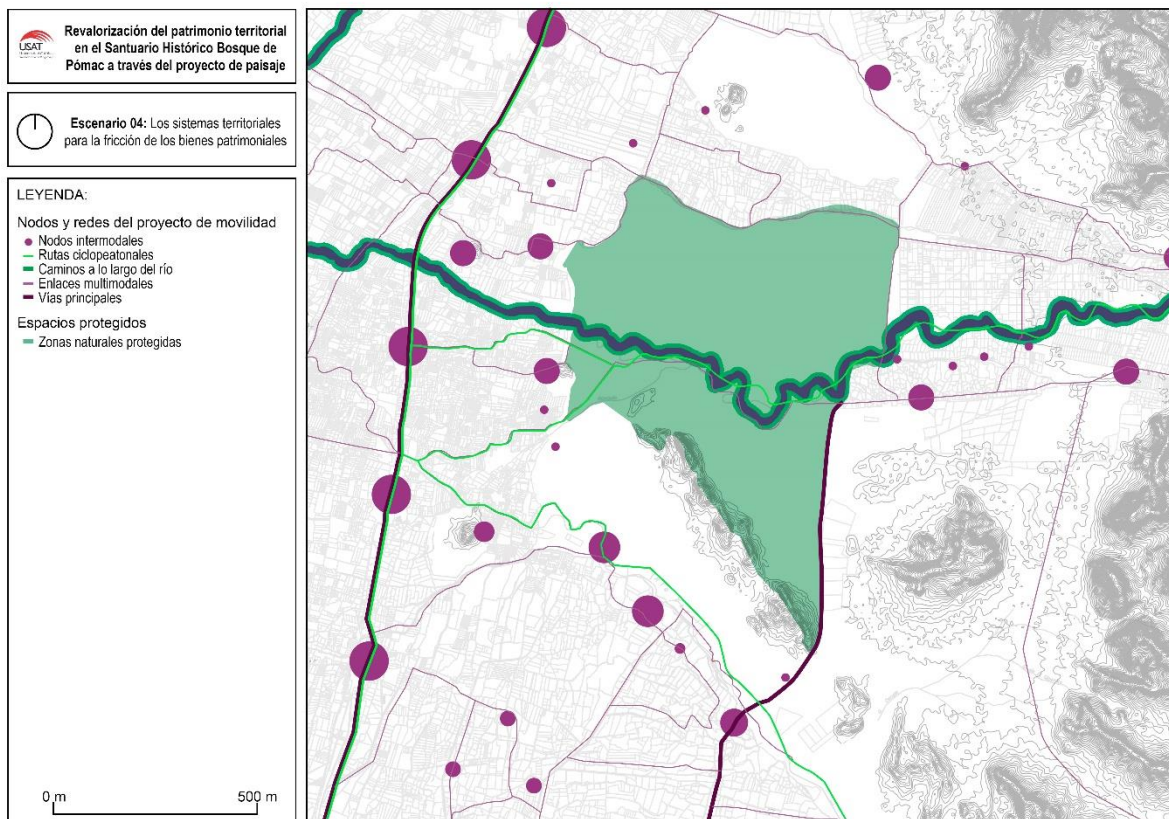 USAT
Revalorización del patrimonio territorial
en el Santuario Histórico Bosque de
Pómac a través del proyecto de paisaje
Escenario 04: Los sistemas territoriales
para la fricción de los bienes patrimoniales
LEYENDA:
Nodos y redes del proyecto de movilidad
Nodos intermodales
Rutas ciclopeatonales
Caminos a lo largo del río
Enlaces multimodales
Vías principales
Espacios protegidos
Zonas naturales protegidas
0 m 500 m